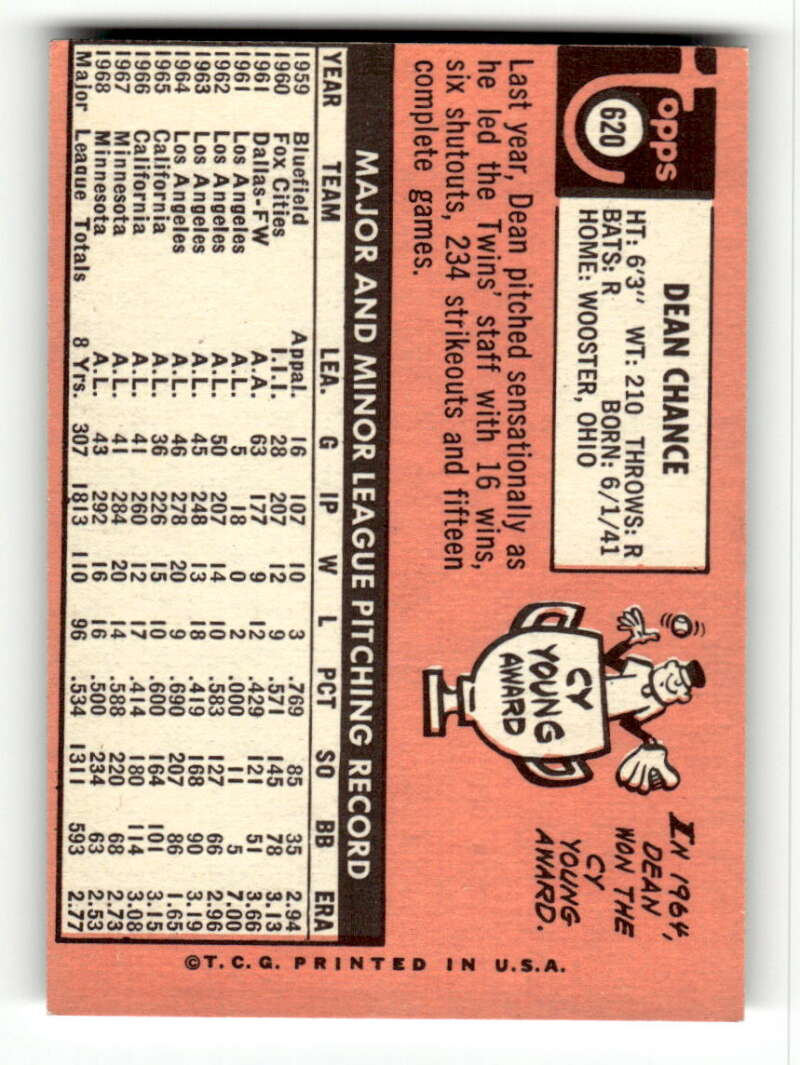 Topps
620
DEAN CHANCE
HT: 6'3" WT: 210 THROWS: R
BATS: R BORN: 6/1/41
HOME: WOOSTER, OHIO
Last year, Dean pitched sensationally as
he led the Twins' staff with 16 wins,
six shutouts, 234 strikeouts and fifteen
complete games.
CY
YOUNG
AWARD
IN 1964,
DEAN
WON THE
CY
YOUNG
AWARD.
MAJOR AND MINOR LEAGUE PITCHING RECORD
YEAR TEAM LEA. G IP W L PCT SO BB ERA
1959 Bluefield Appal. 16 107 10 3 .769 85 35 2.94
1960 Fox Cities I.I.I. 28 207 12 9 .571 145 78 3.13
1961 Dallas-FW A.A. 63 177 9 12 .429 121 51 3.66
1961 Los Angeles A.L. 5 18 0 2 .000 11 5 7.00
1962 Los Angeles A.L. 50 207 14 10 .583 127 66 2.96
1963 Los Angeles A.L. 45 248 13 18 .419 168 90 3.19
1964 Los Angeles A.L. 46 278 20 9 .690 207 86 1.65
1965 California A.L. 36 226 15 10 .600 164 101 3.15
1966 California A.L. 41 260 12 17 .414 180 114 3.08
1967 Minnesota A.L. 41 284 20 14 .588 220 68 2.73
1968 Minnesota A.L. 43 292 16 16 .500 234 63 2.53
Major League Totals 8 Yrs. 307 1813 110 96 .534 1311 593 2.77
©T.C.G. PRINTED IN U.S.A.